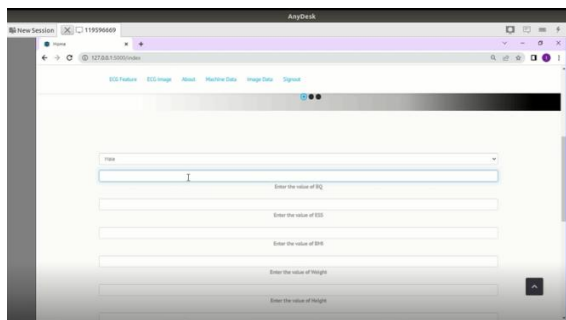 AnyDesk
New Session 119596669
Home
127.0.0.1:5000/index
ECG Feature ECG Image About Machine Data Image Data Signout
Enter the value of BQ
Enter the value of ESS
Enter the value of BMI
Enter the value of Weight
Enter the value of Height